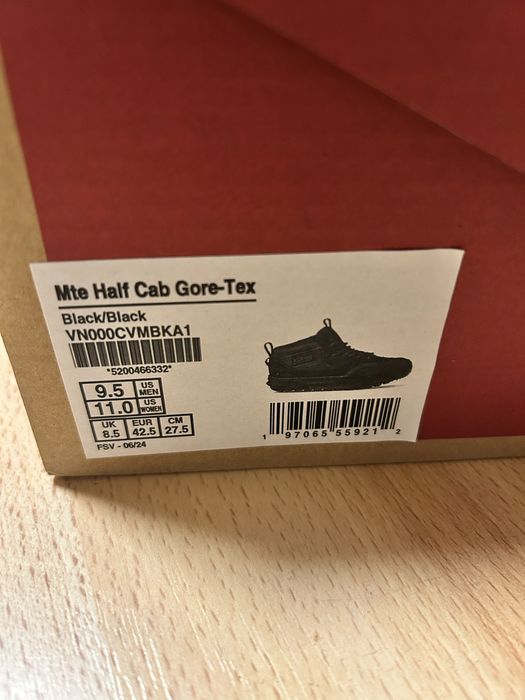 Mte Half Cab Gore-Tex
Black/Black
VN000CVMBKA1
*5200466332*
9.5 US MEN
11.0 US WOMEN
UK 8.5 EUR 42.5 CM 27.5
FSV - 06/24
1 97065 55921 2